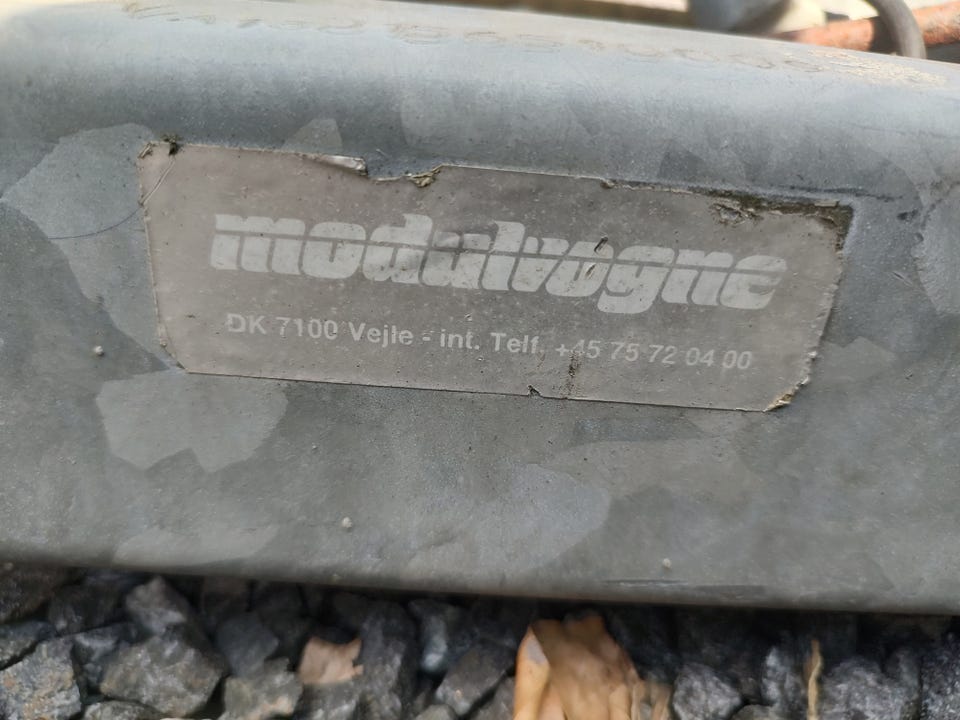 modulvogne
DK 7100 Vejle - int. Telf. +45 75 72 04 00